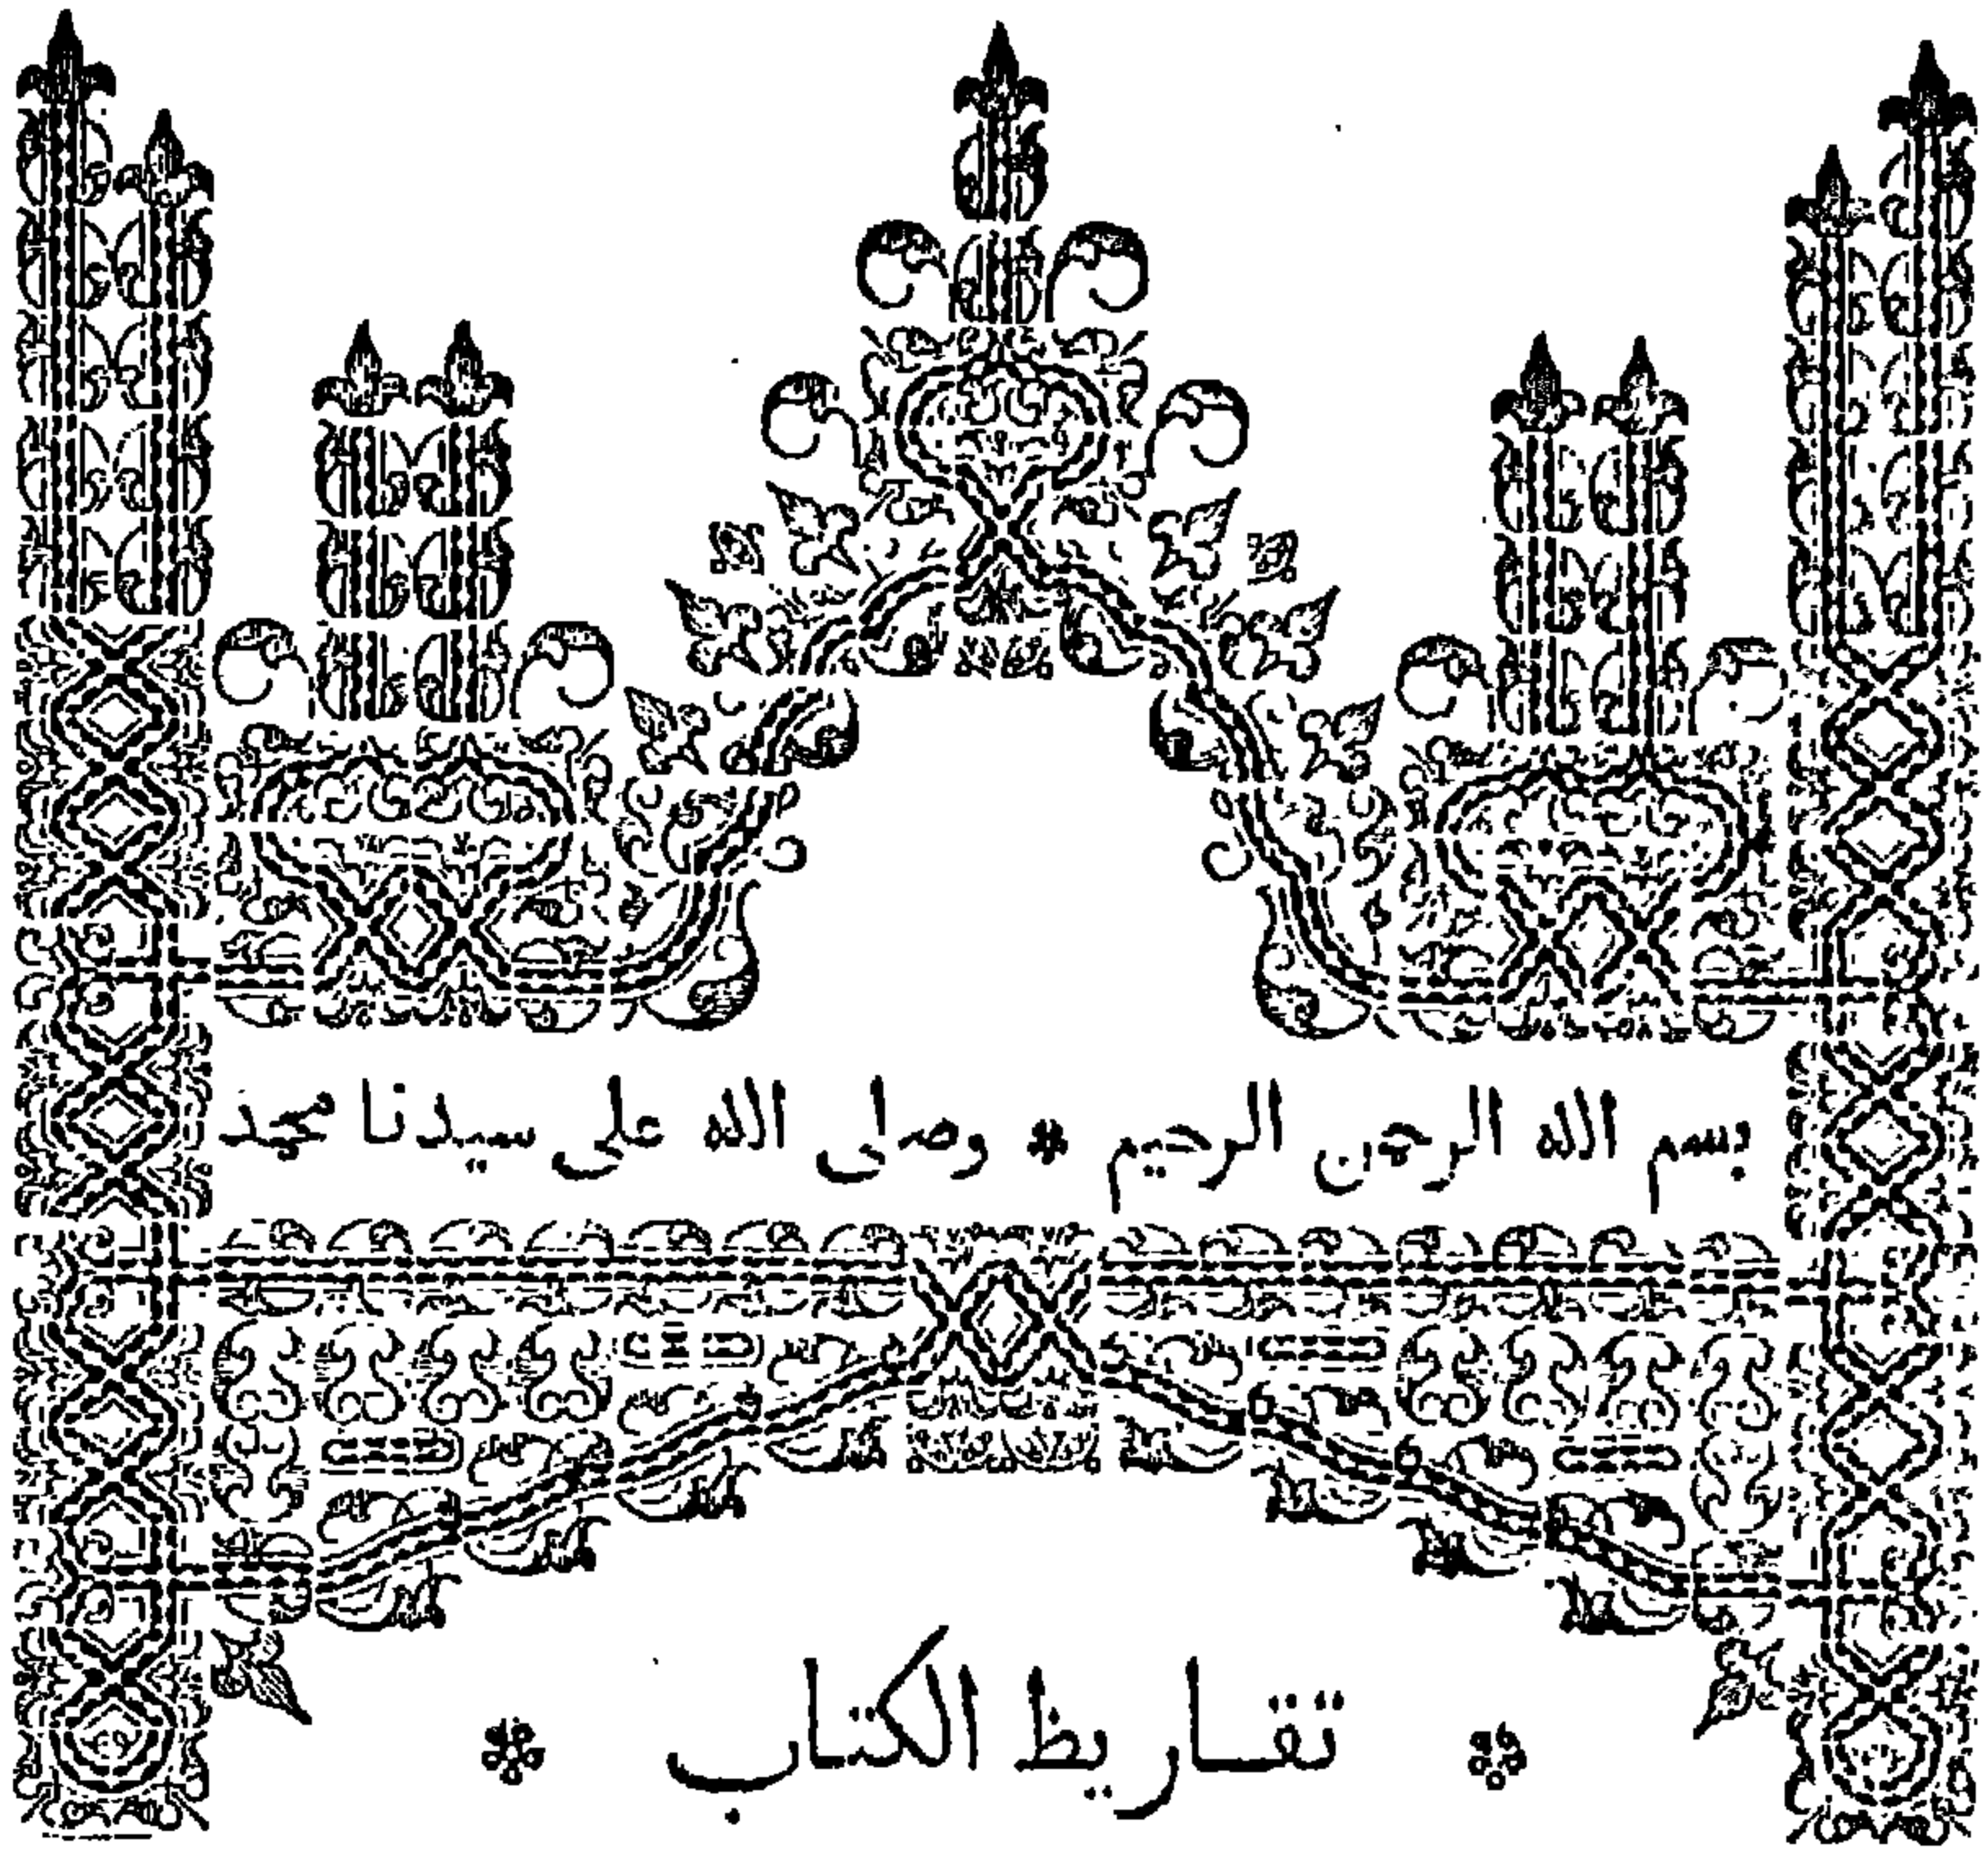 بسم الله الرحمن الرحيم * وصلى الله على سيدنا محمد
* تقاريظ الكتاب *